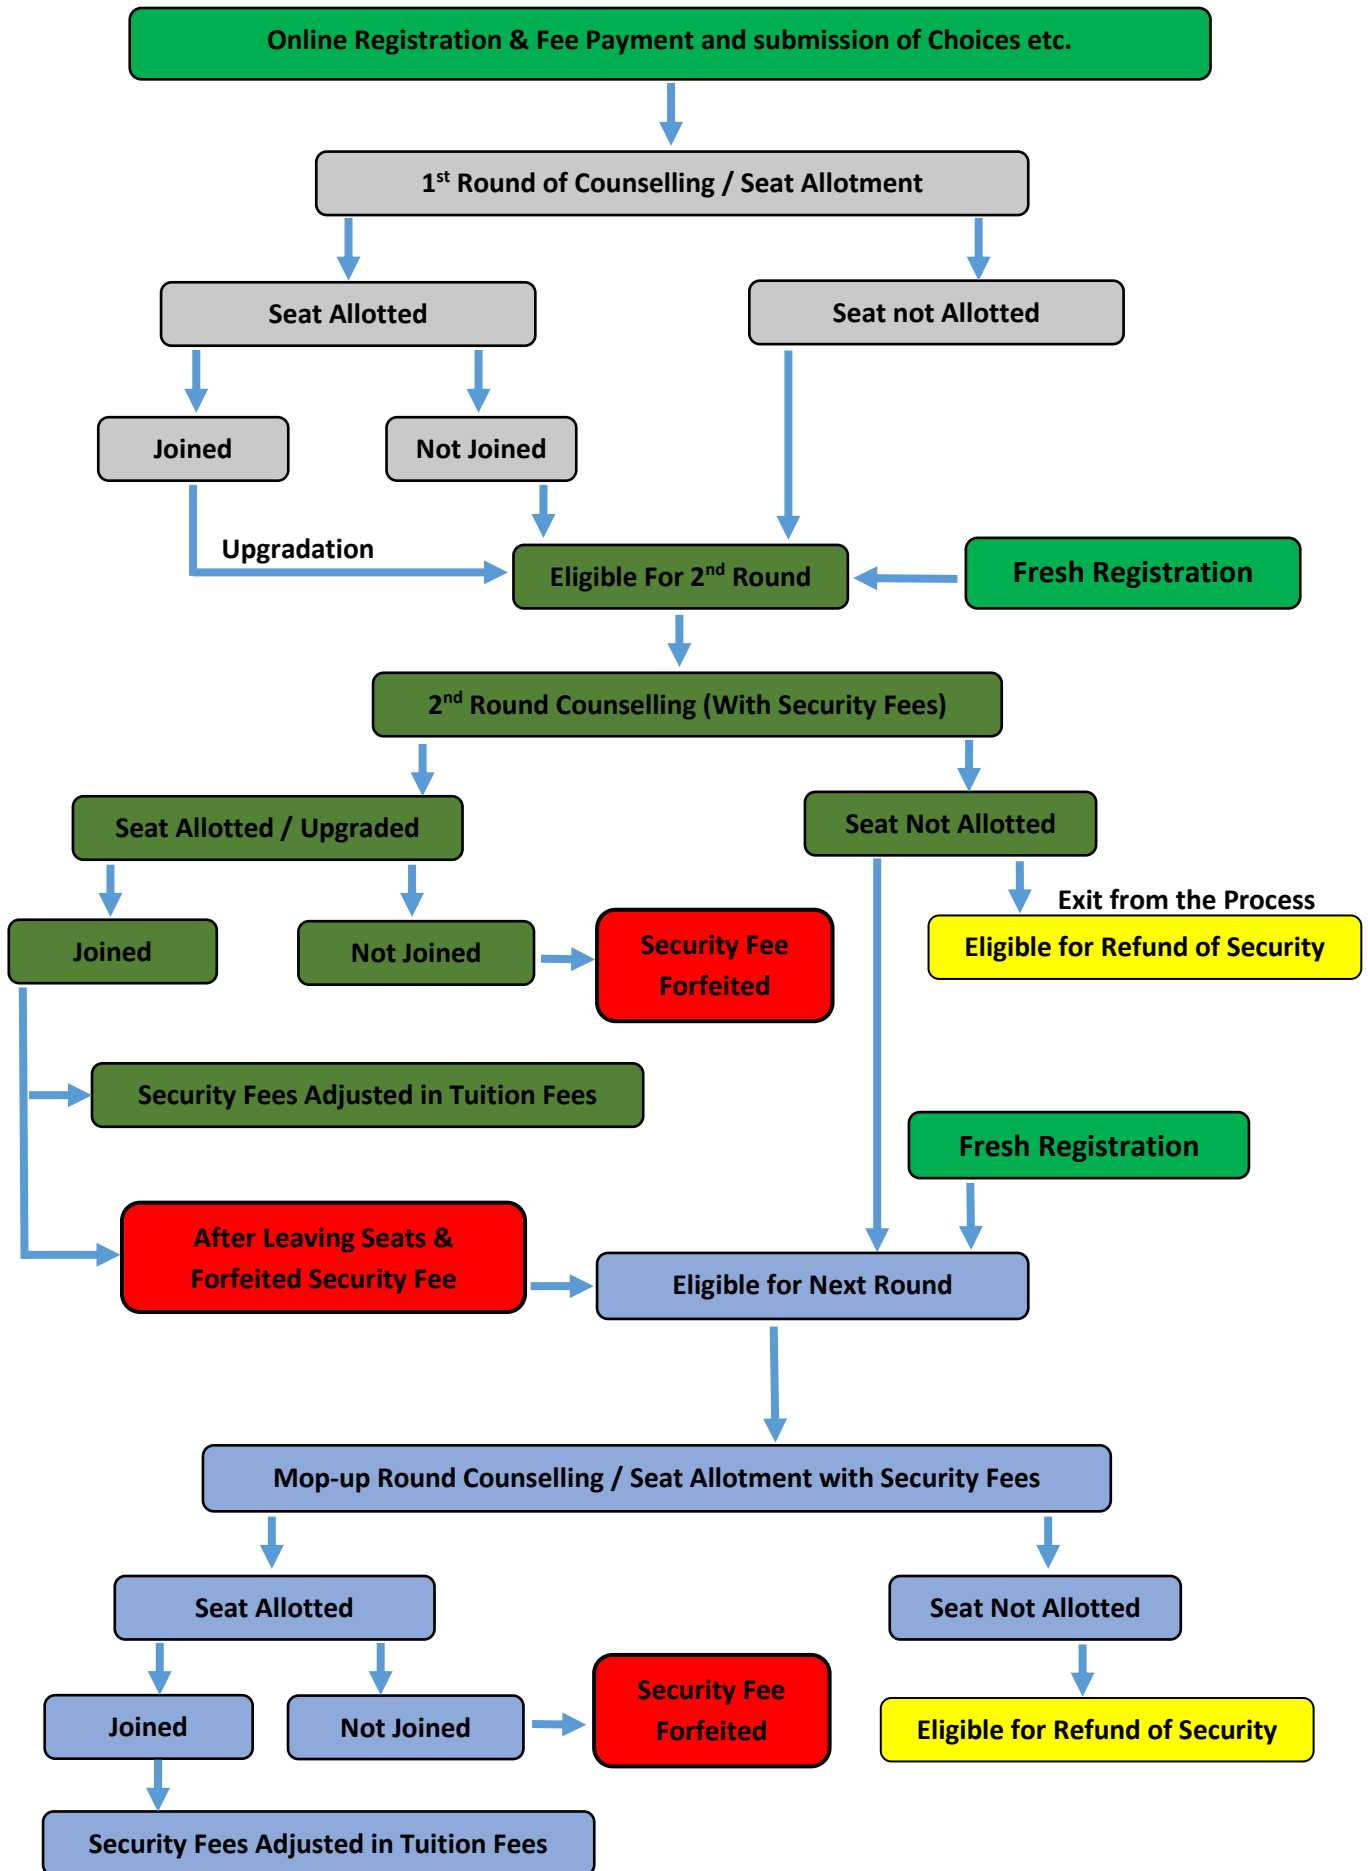 Online Registration & Fee Payment and submission of Choices etc.
1st Round of Counselling / Seat Allotment
Seat Allotted
Seat not Allotted
Joined
Not Joined
Upgradation
Eligible For 2nd Round
Fresh Registration
2nd Round Counselling (With Security Fees)
Seat Allotted / Upgraded
Seat Not Allotted
Exit from the Process
Joined
Not Joined
Security Fee
Forfeited
Eligible for Refund of Security
Security Fees Adjusted in Tuition Fees
Fresh Registration
After Leaving Seats &
Forfeited Security Fee
Eligible for Next Round
Mop-up Round Counselling / Seat Allotment with Security Fees
Seat Allotted
Seat Not Allotted
Joined
Not Joined
Security Fee
Forfeited
Eligible for Refund of Security
Security Fees Adjusted in Tuition Fees